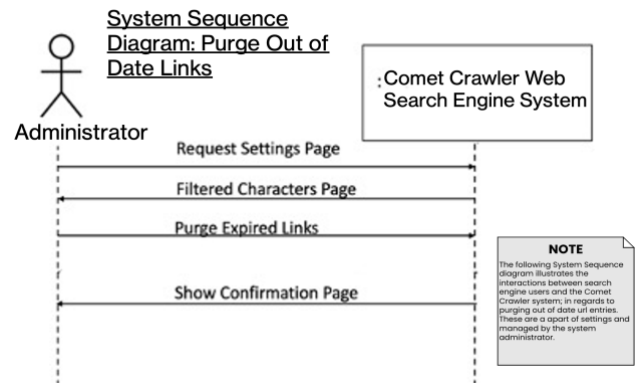 System Sequence
Diagram: Purge Out of
Date Links
:Comet Crawler Web
Search Engine System
Administrator
Request Settings Page
Filtered Characters Page
Purge Expired Links
Show Confirmation Page
NOTE
The following System Sequence
diagram illustrates the
interactions between search
engine users and the Comet
Crawler system; in regards to
purging out of date url entries.
These are a apart of settings and
managed by the system
administrator.